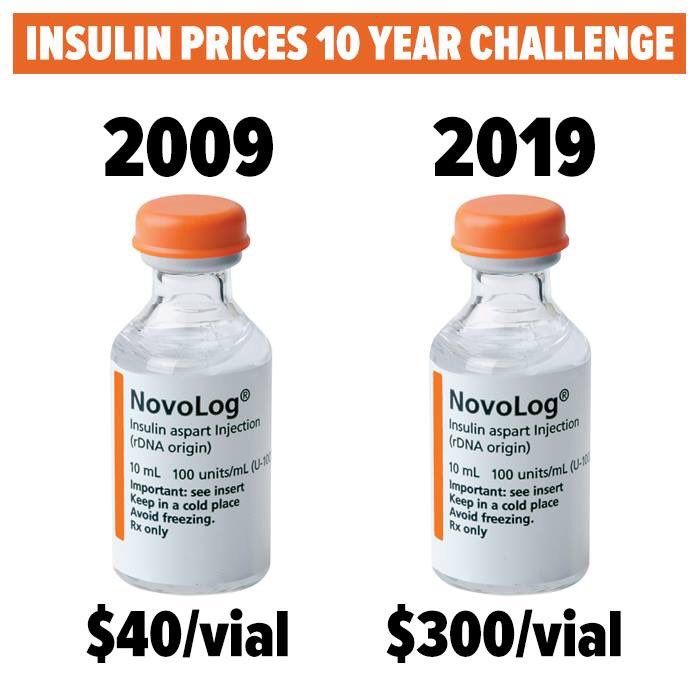 INSULIN PRICES 10 YEAR CHALLENGE
2009
2019
NovoLog®
Insulin aspart Injection
(rDNA origin)
10 mL 100 units/mL (U-100
Important: see insert
Keep in a cold place
Avoid freezing.
Rx only
NovoLog®
Insulin aspart Injection
(rDNA origin)
10 mL 100 units/mL (U-100
Important: see insert
Keep in a cold place
Avoid freezing.
Rx only
$40/vial
$300/vial